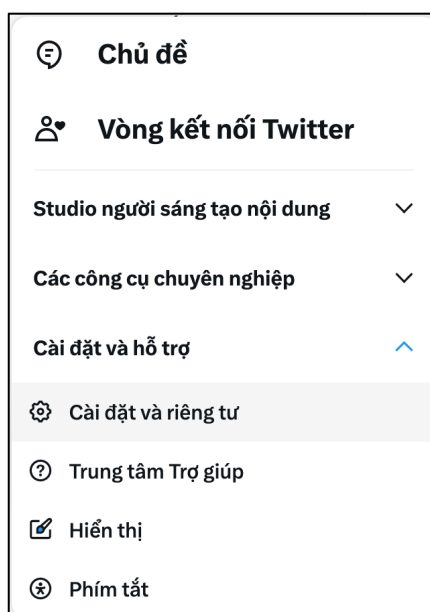 Chủ đề
Vòng kết nối Twitter
Studio người sáng tạo nội dung
Các công cụ chuyên nghiệp
Cài đặt và hỗ trợ
Cài đặt và riêng tư
Trung tâm Trợ giúp
Hiển thị
Phím tắt